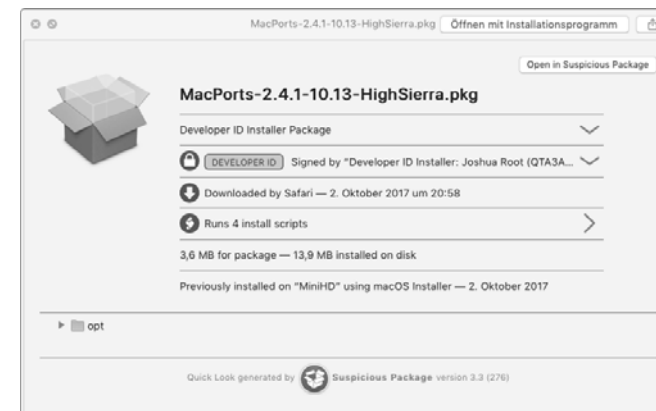 MacPorts-2.4.1-10.13-HighSierra.pkg Öffnen mit Installationsprogramm
Open in Suspicious Package
MacPorts-2.4.1-10.13-HighSierra.pkg
Developer ID Installer Package
DEVELOPER ID Signed by "Developer ID Installer: Joshua Root (QTA3A...
Downloaded by Safari — 2. Oktober 2017 um 20:58
Runs 4 install scripts
3,6 MB for package — 13,9 MB installed on disk
Previously installed on "MiniHD" using macOS Installer — 2. Oktober 2017
opt
Quick Look generated by Suspicious Package version 3.3 (276)